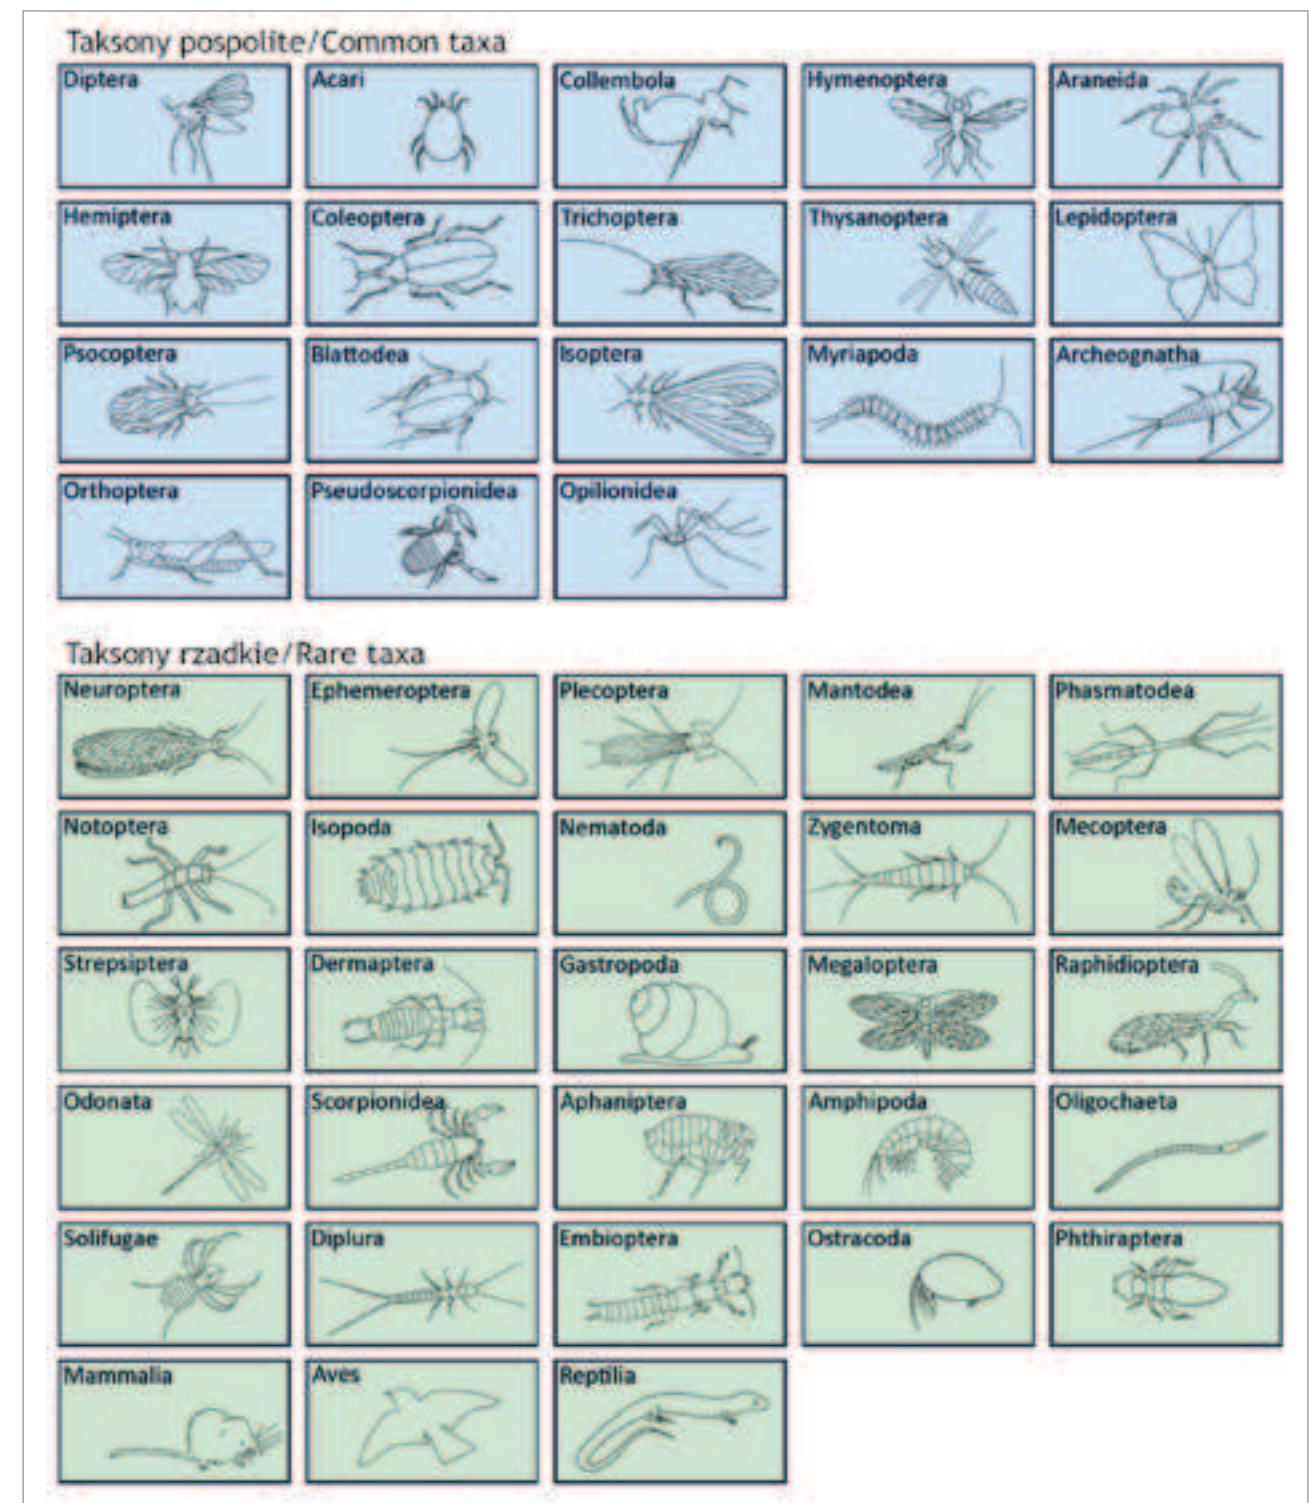 Taksony pospolite/Common taxa
Diptera Acari Collembola Hymenoptera Araneida
Hemiptera Coleoptera Trichoptera Thysanoptera Lepidoptera
Psocoptera Blattodea Isoptera Myriapoda Archeognatha
Orthoptera Pseudoscorpionidea Opilionidea
Taksony rzadkie/Rare taxa
Neuroptera Ephemeroptera Plecoptera Mantodea Phasmatodea
Notoptera Isopoda Nematoda Zygentoma Mecoptera
Strepsiptera Dermaptera Gastropoda Megaloptera Raphidioptera
Odonata Scorpionidea Aphaniptera Amphipoda Oligochaeta
Solifugae Diplura Embioptera Ostracoda Phthiraptera
Mammalia Aves Reptilia